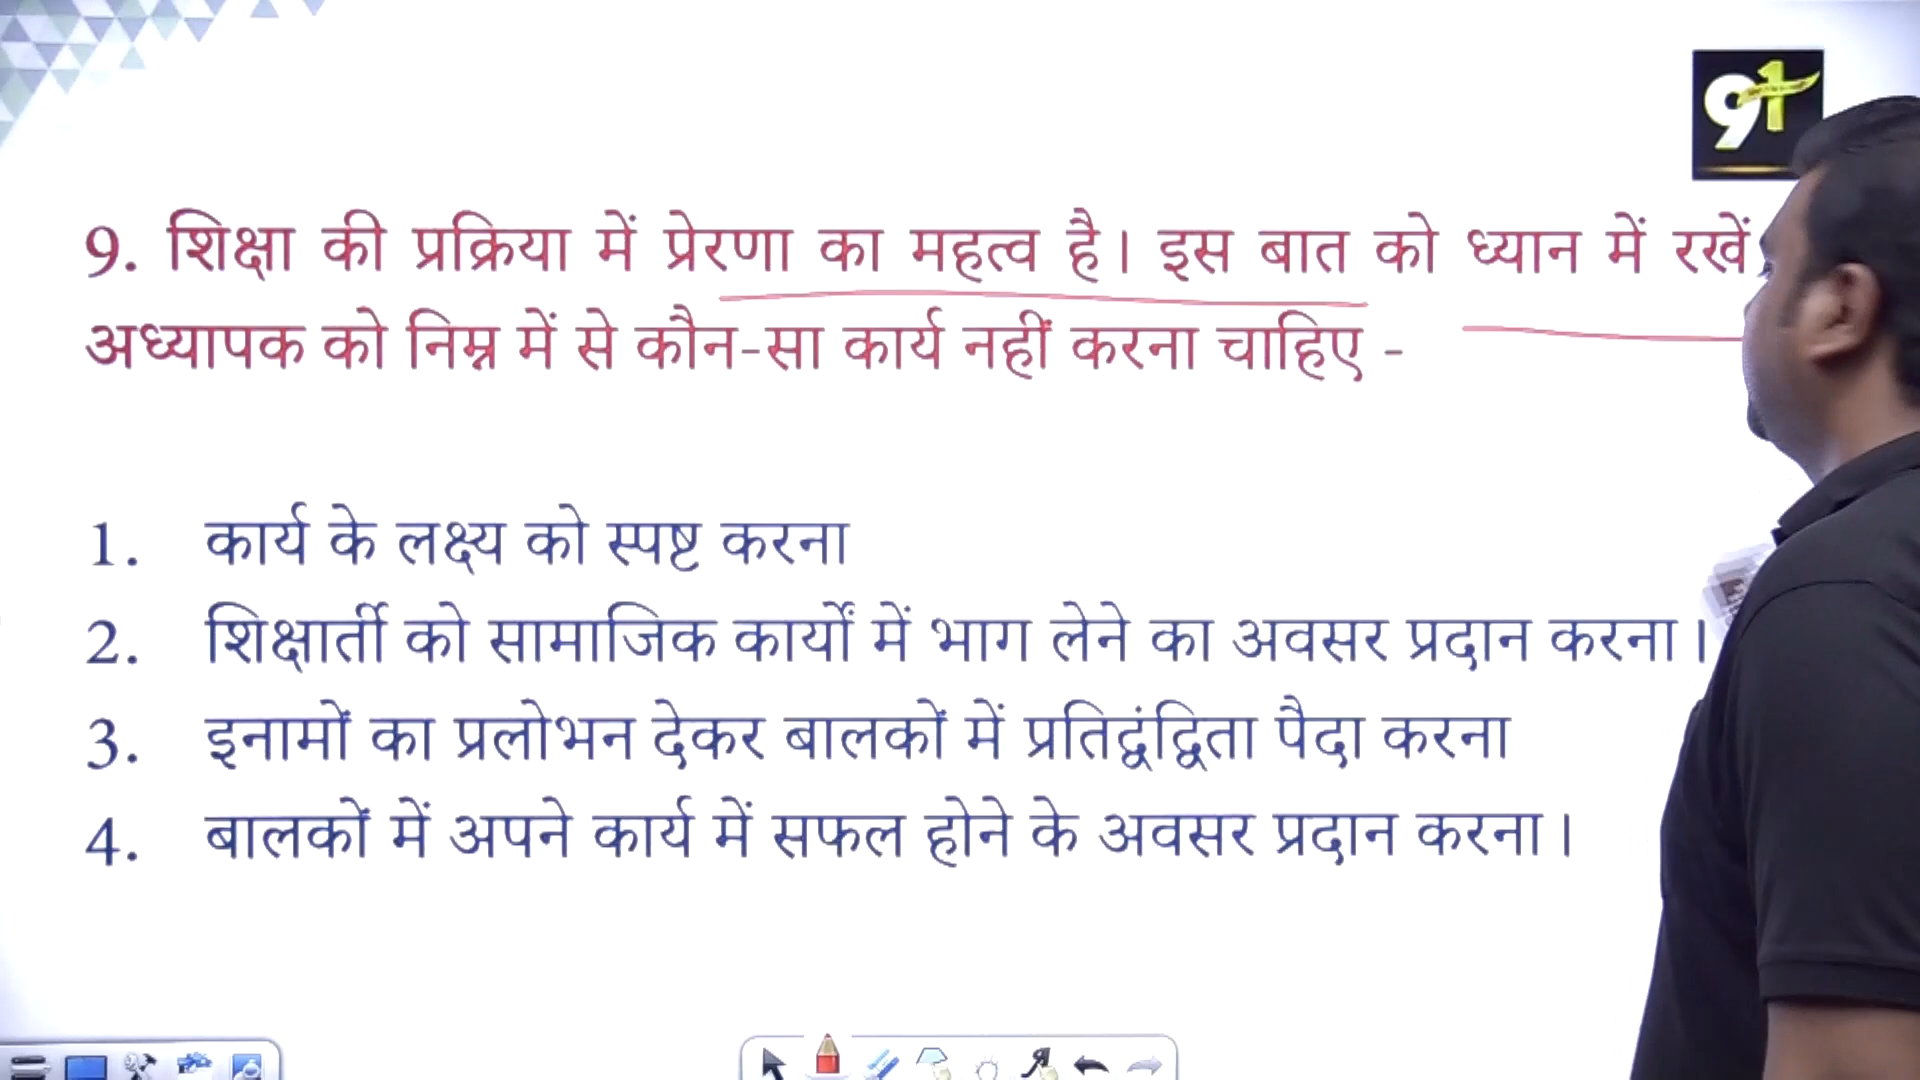 9. शिक्षा की प्रक्रिया में प्रेरणा का महत्व है। इस बात को ध्यान में रखें
अध्यापक को निम्न में से कौन-सा कार्य नहीं करना चाहिए -
1. कार्य के लक्ष्य को स्पष्ट करना
2. शिक्षार्ती को सामाजिक कार्यों में भाग लेने का अवसर प्रदान करना।
3. इनामों का प्रलोभन देकर बालकों में प्रतिद्वंद्विता पैदा करना
4. बालकों में अपने कार्य में सफल होने के अवसर प्रदान करना।
91